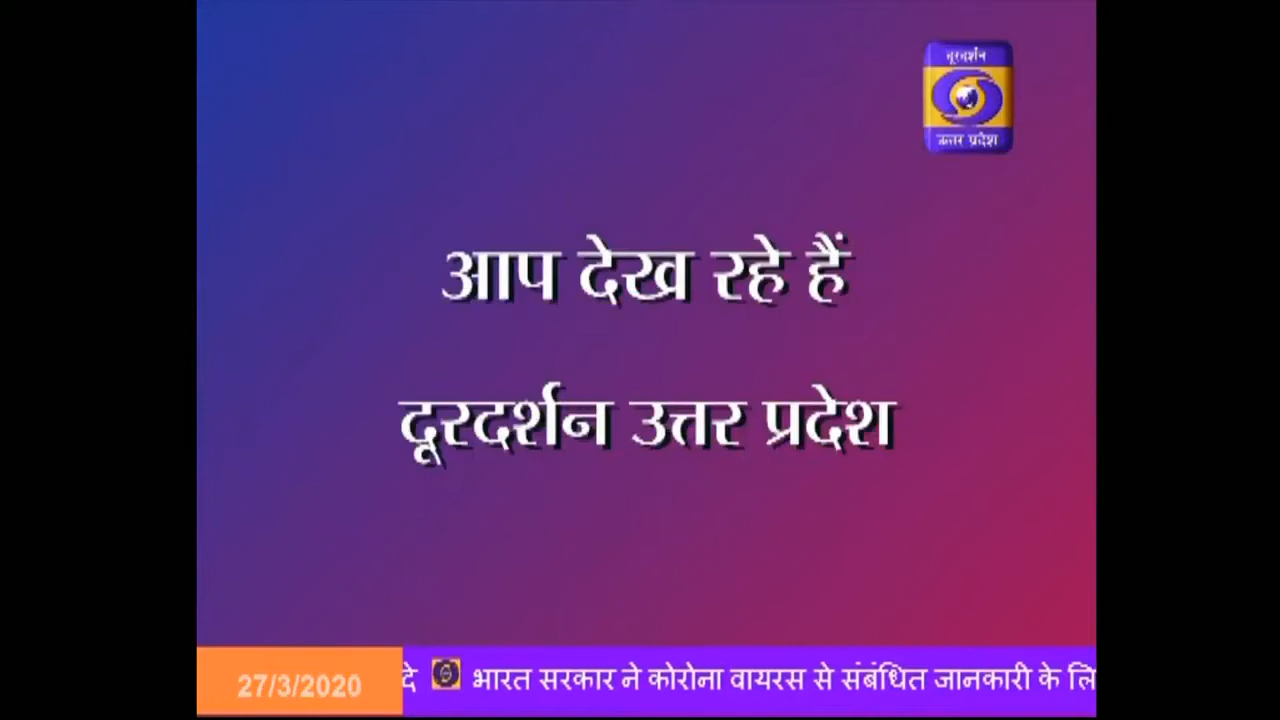 दूरदर्शन
उत्तर प्रदेश
आप देख रहे हैं
दूरदर्शन उत्तर प्रदेश
27/3/2020
दे भारत सरकार ने कोरोना वायरस से संबंधित जानकारी के लि